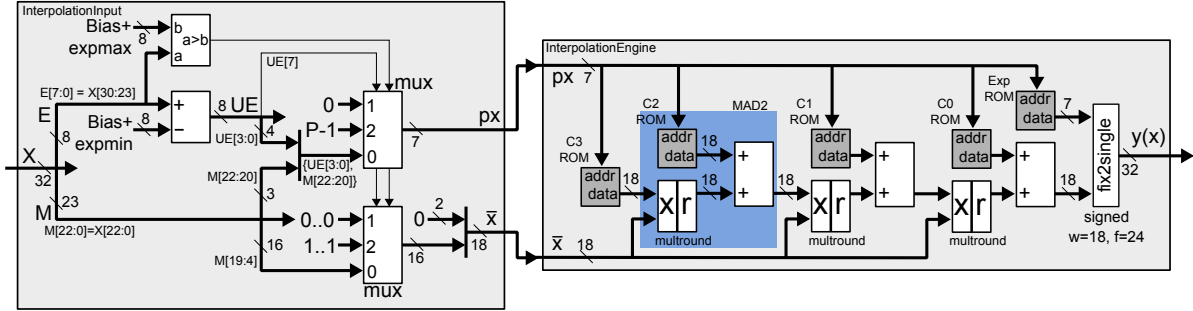 InterpolationInput
Bias+
expmax
8
b
a>b
a
UE[7]
E[7:0] = X[30:23]
E
8
+
−
8
UE
Bias+
expmin
8
4
UE[3:0]
mux
0
1
P-1
2
0
7
px
{UE[3:0],
M[22:20]}
X
32
M[22:20]
3
M
23
M[22:0]=X[22:0]
0..0
1
1..1
2
0
16
M[19:4]
16
mux
0
2
x̅
18
InterpolationEngine
px
7
C3
ROM
addr
data
18
C2
ROM
addr
data
18
MAD2
x r
multround
18
+
+
18
C1
ROM
addr
data
x r
multround
+
+
C0
ROM
addr
data
x r
multround
+
+
18
Exp
ROM
addr
data
7
fix2single
signed
w=18, f=24
y(x)
32
x̅
18